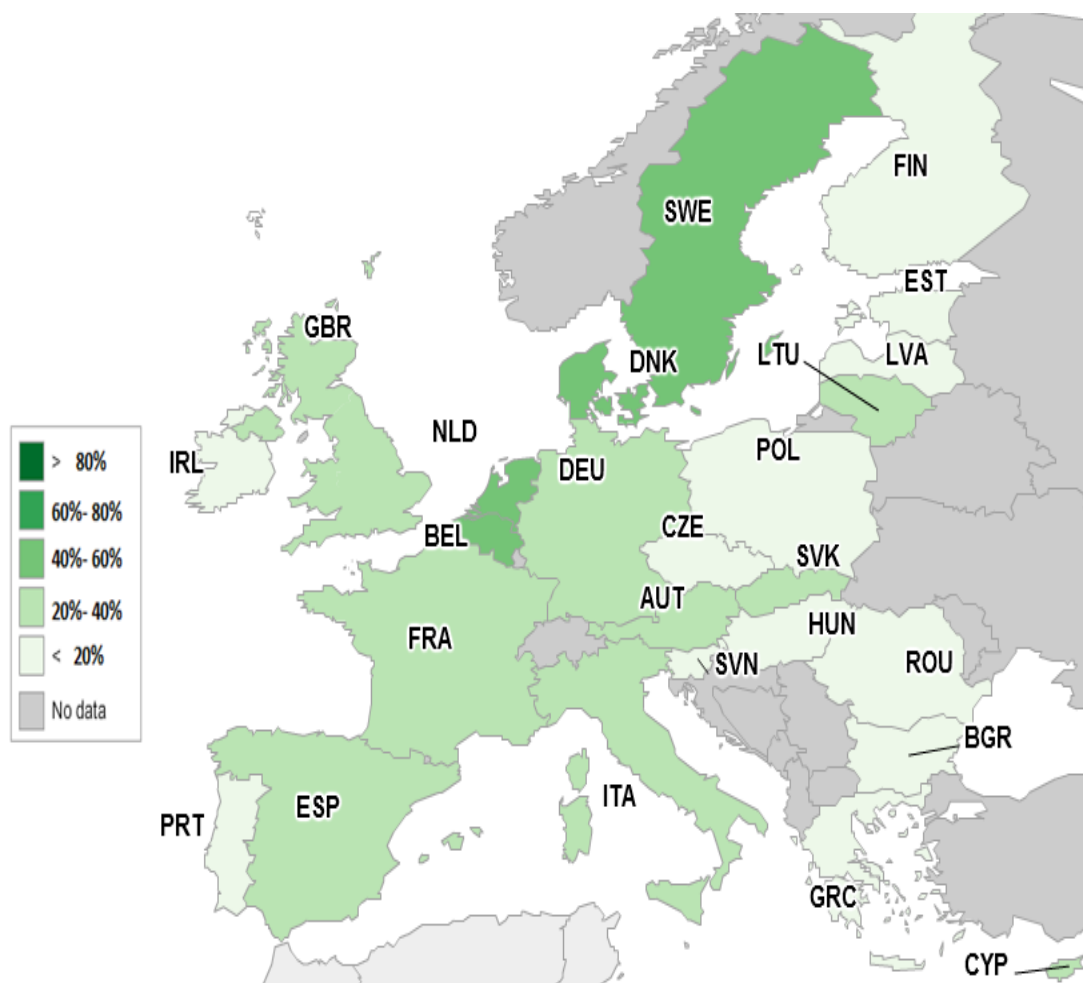 FIN
SWE
EST
GBR
DNK
LTU
LVA
NLD
IRL
DEU
POL
> 80%
60%- 80%
40%- 60%
20%- 40%
< 20%
No data
BEL
CZE
SVK
AUT
HUN
FRA
SVN
ROU
BGR
ESP
ITA
PRT
GRC
CYP